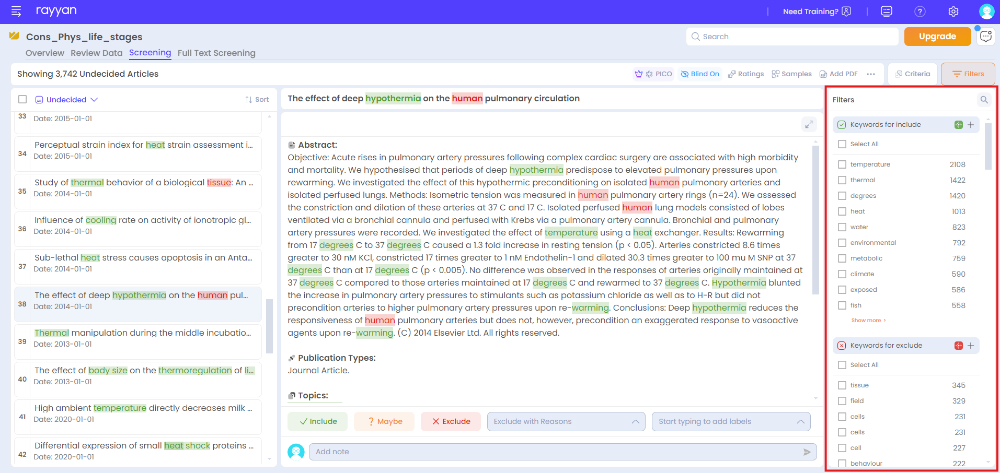 rayyan
Need Training?
Cons_Phys_life_stages
Search
Upgrade
Overview Review Data Screening Full Text Screening
Showing 3,742 Undecided Articles
PICO Blind On Ratings Samples Add PDF ... Criteria Filters
Undecided
Sort
33
Date: 2015-01-01
34
Perceptual strain index for heat strain assessment i...
Date: 2015-01-01
35
Study of thermal behavior of a biological tissue: An ...
Date: 2014-01-01
36
Influence of cooling rate on activity of ionotropic gl...
Date: 2014-01-01
37
Sub-lethal heat stress causes apoptosis in an Anta...
Date: 2014-01-01
38
The effect of deep hypothermia on the human pul...
Date: 2014-01-01
39
Thermal manipulation during the middle incubatio...
Date: 2013-01-01
40
The effect of body size on the thermoregulation of li...
Date: 2013-01-01
41
High ambient temperature directly decreases milk ...
Date: 2020-01-01
42
Differential expression of small heat shock proteins ...
Date: 2020-01-01
The effect of deep hypothermia on the human pulmonary circulation
Abstract:
Objective: Acute rises in pulmonary artery pressures following complex cardiac surgery are associated with high morbidity
and mortality. We hypothesised that periods of deep hypothermia predispose to elevated pulmonary pressures upon
rewarming. We investigated the effect of this hypothermic preconditioning on isolated human pulmonary arteries and
isolated perfused lungs. Methods: Isometric tension was measured in human pulmonary artery rings (n=24). We assessed
the constriction and dilation of these arteries at 37 C and 17 C. Isolated perfused human lung models consisted of lobes
ventilated via a bronchial cannula and perfused with Krebs via a pulmonary artery cannula. Bronchial and pulmonary
artery pressures were recorded. We investigated the effect of temperature using a heat exchanger. Results: Rewarming
from 17 degrees C to 37 degrees C caused a 1.3 fold increase in resting tension (p < 0.05). Arteries constricted 8.6 times
greater to 30 nM KCl, constricted 17 times greater to 1 nM Endothelin-1 and dilated 30.3 times greater to 100 mu M SNP at 37
degrees C than at 17 degrees C (p < 0.005). No difference was observed in the responses of arteries originally maintained at
37 degrees C compared to those arteries maintained at 17 degrees C and rewarmed to 37 degrees C. Hypothermia blunted
the increase in pulmonary artery pressures to stimulants such as potassium chloride as well as to H-R but did not
precondition arteries to higher pulmonary artery pressures upon re-warming. Conclusions: Deep hypothermia reduces the
responsiveness of human pulmonary arteries but does not, however, precondition an exaggerated response to vasoactive
agents upon re-warming. (C) 2014 Elsevier Ltd. All rights reserved.
Publication Types:
Journal Article.
Topics:
Include ? Maybe Exclude Exclude with Reasons Start typing to add labels
Add note
Filters
Keywords for include
Select All
temperature 2108
thermal 1422
degrees 1420
heat 1013
water 823
environmental 792
metabolic 759
climate 590
exposed 586
fish 558
Show more >
Keywords for exclude
Select All
tissue 345
field 329
cells 231
cells 231
cell 227
behaviour 222